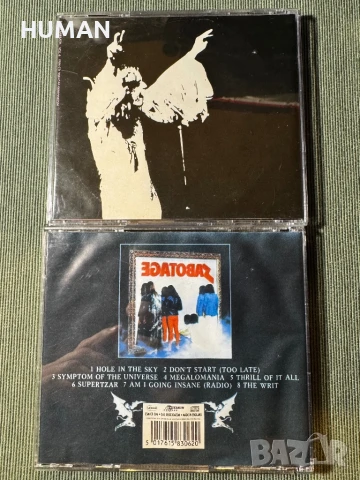 SABOTAGE
1 HOLE IN THE SKY 2 DON'T START (TOO LATE)
3 SYMPTOM OF THE UNIVERSE 4 MEGALOMANIA 5 THRILL OF IT ALL
6 SUPERTZAR 7 AM I GOING INSANE (RADIO) 8 THE WRIT
5 017615 830620
bazar.bg